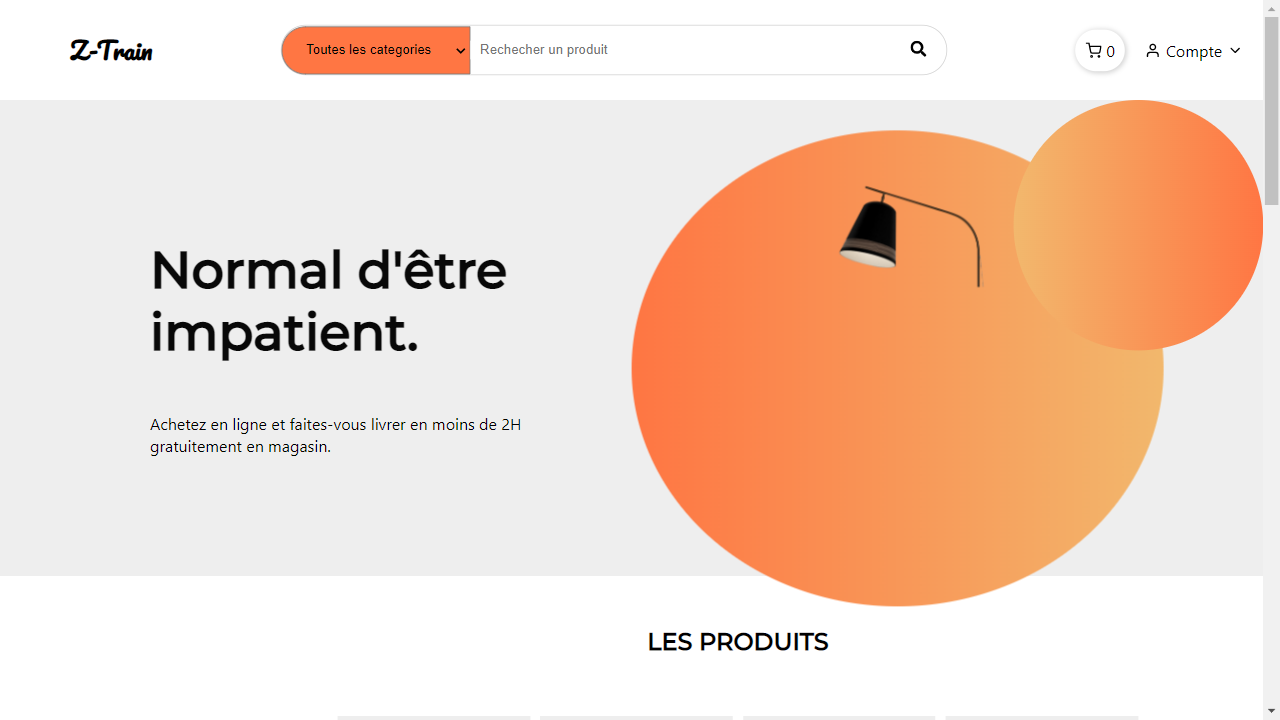 Z-Train
Toutes les categories
Rechecher un produit
0
Compte
Normal d'être
impatient.
Achetez en ligne et faites-vous livrer en moins de 2H
gratuitement en magasin.
LES PRODUITS